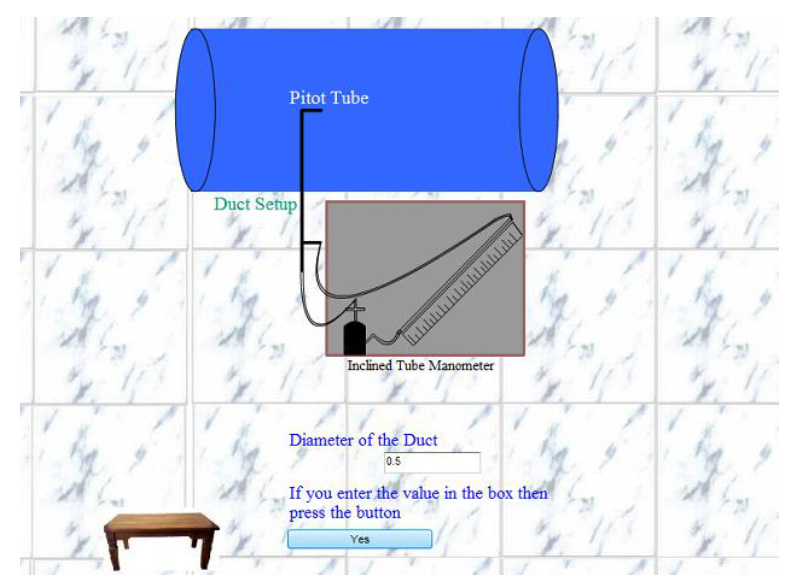 Pitot Tube
Duct Setup
Inclined Tube Manometer
Diameter of the Duct
0.5
If you enter the value in the box then
press the button
Yes